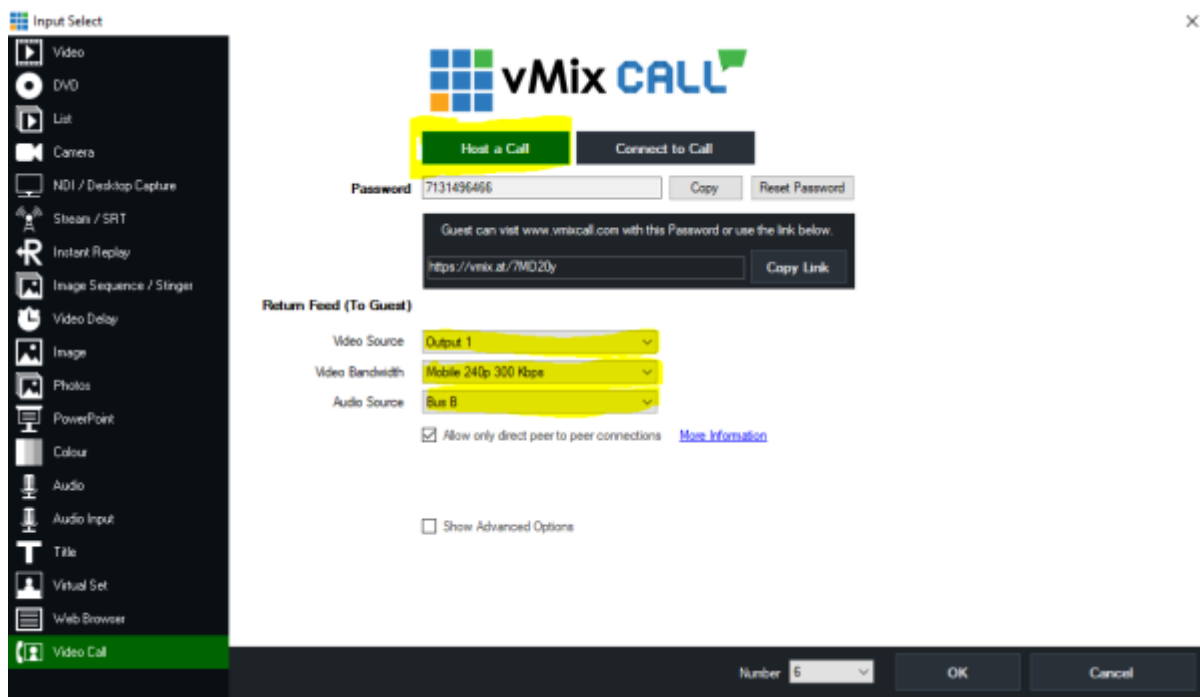 Input Select
Video
DVD
List
Camera
NDI / Desktop Capture
Stream / SRT
Instant Replay
Image Sequence / Stinger
Video Delay
Image
Photos
PowerPoint
Colour
Audio
Audio Input
Title
Virtual Set
Web Browser
Video Call
vMix CALL
Host a Call Connect to Call
Password 7131496466 Copy Reset Password
Guest can visit www.vmixcall.com with this Password or use the link below.
https://vmix.at/7MD20y Copy Link
Return Feed (To Guest)
Video Source Output 1
Video Bandwidth Mobile 240p 300 Kbps
Audio Source Bus B
Allow only direct peer to peer connections More Information
Show Advanced Options
Number 6 OK Cancel